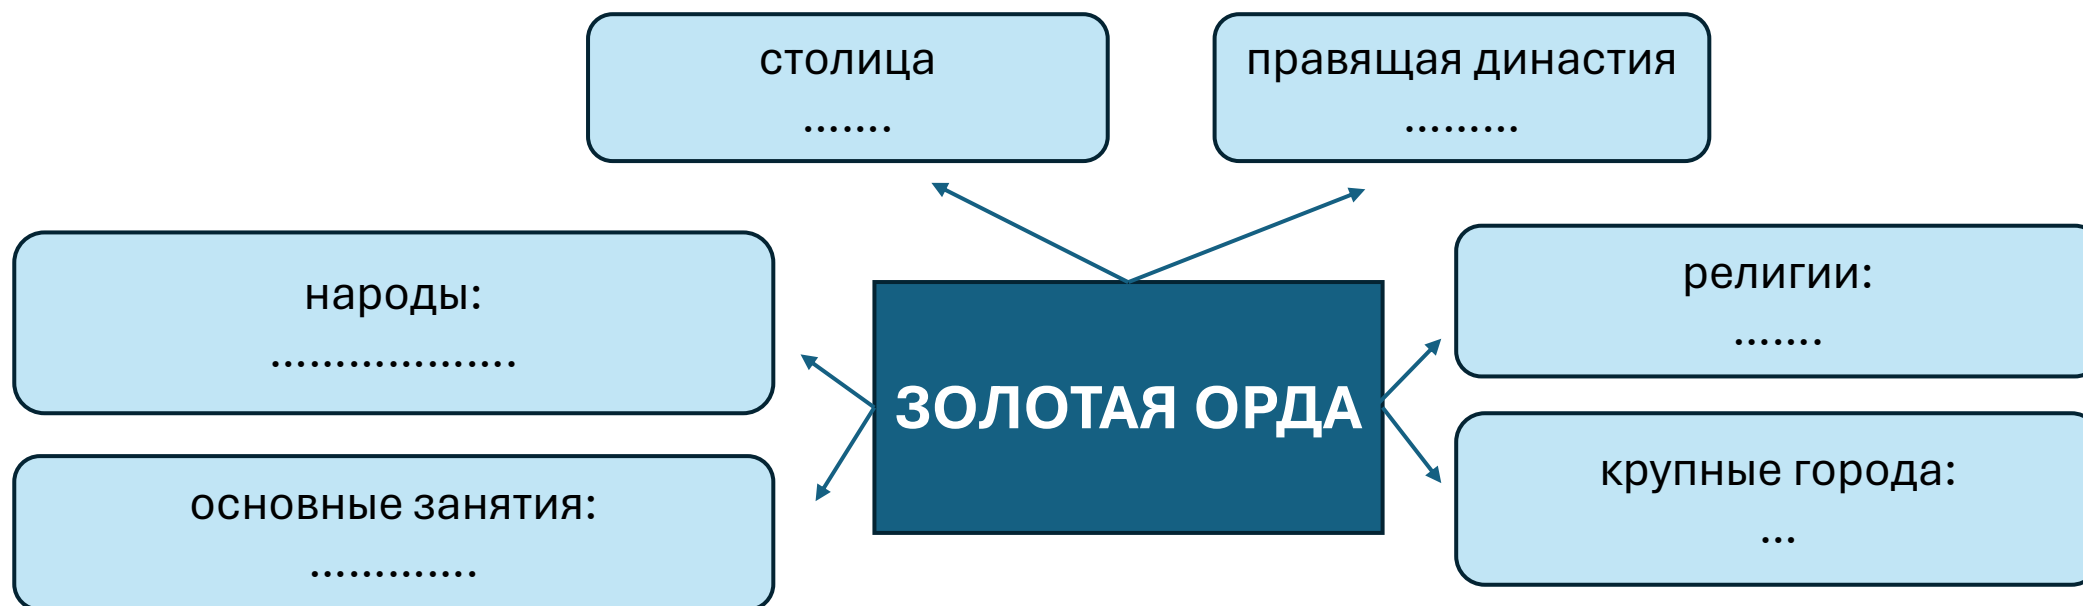 столица
.......
правящая династия
.........
народы:
...................
религии:
.......
ЗОЛОТАЯ ОРДА
основные занятия:
.............
крупные города:
...